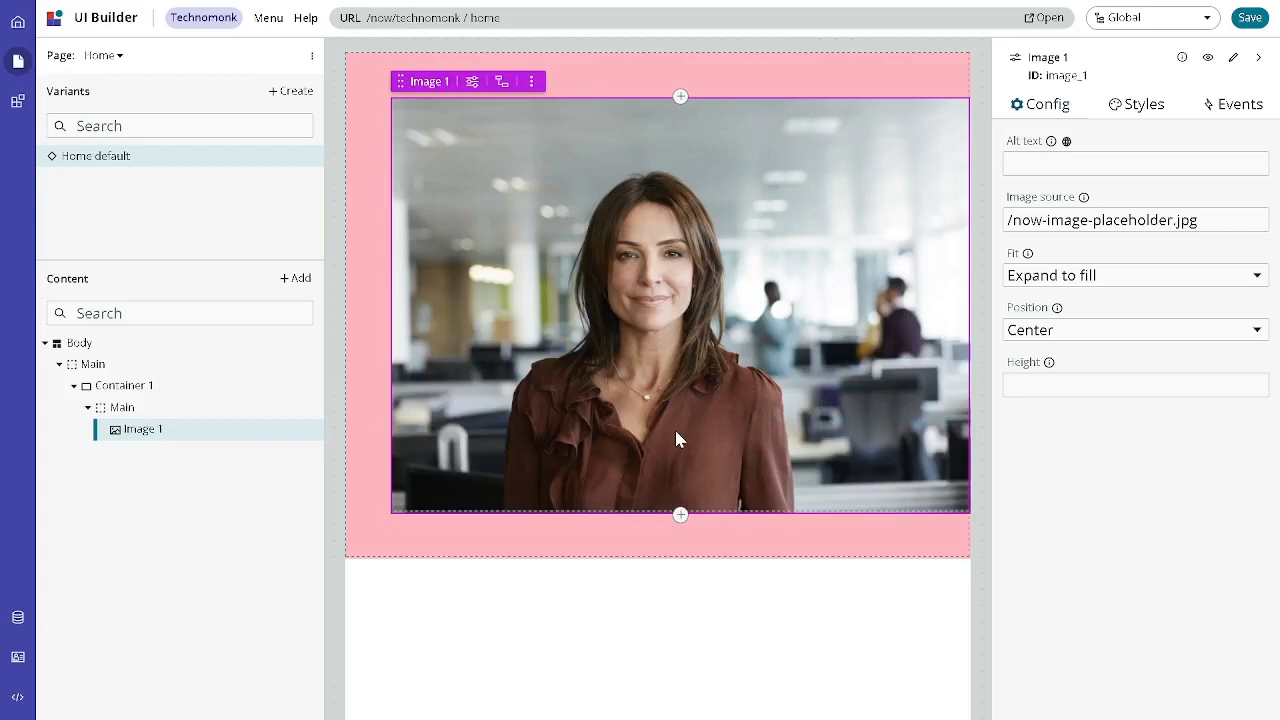 UI Builder
Technomonk
Menu
Help
URL /now/technomonk / home
Open
Global
Save
Page: Home
Variants
+ Create
Search
Home default
Content
+ Add
Search
Body
Main
Container 1
Main
Image 1
Image 1
Image 1
ID: image_1
Config
Styles
Events
Alt text
Image source
/now-image-placeholder.jpg
Fit
Expand to fill
Position
Center
Height